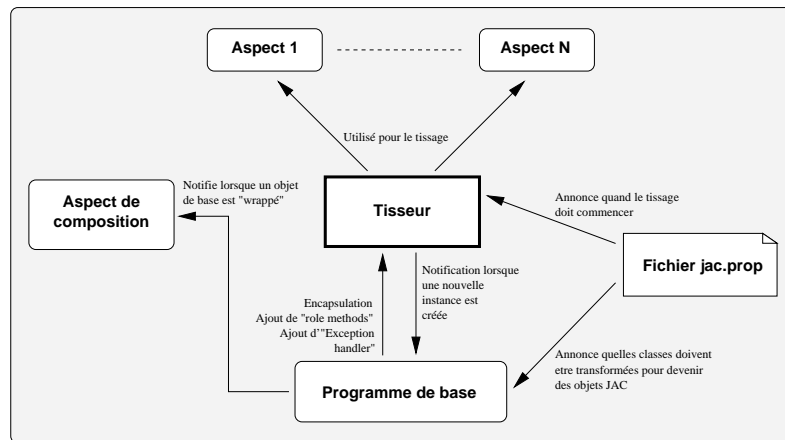 Aspect 1
Aspect N
Utilisé pour le tissage
Notifie lorsque un objet
de base est "wrappé"
Aspect de
composition
Tisseur
Annonce quand le tissage
doit commencer
Fichier jac.prop
Notification lorsque
une nouvelle
instance est
créée
Encapsulation
Ajout de "role methods"
Ajout d'"Exception
handler"
Annonce quelles classes doivent
etre transformées pour devenir
des objets JAC
Programme de base